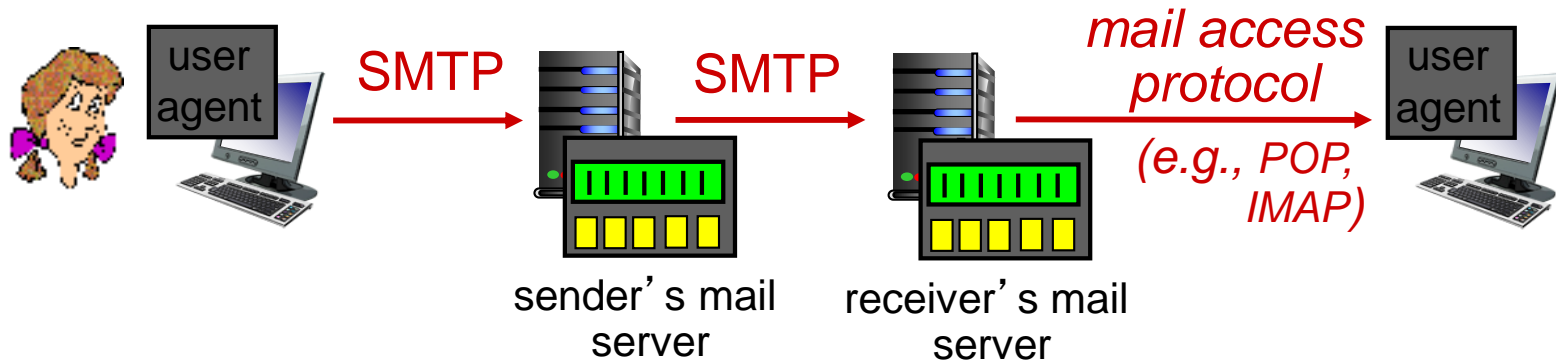 user
agent
SMTP
SMTP
mail access
protocol
(e.g., POP,
IMAP)
user
agent
sender’s mail
server
receiver’s mail
server